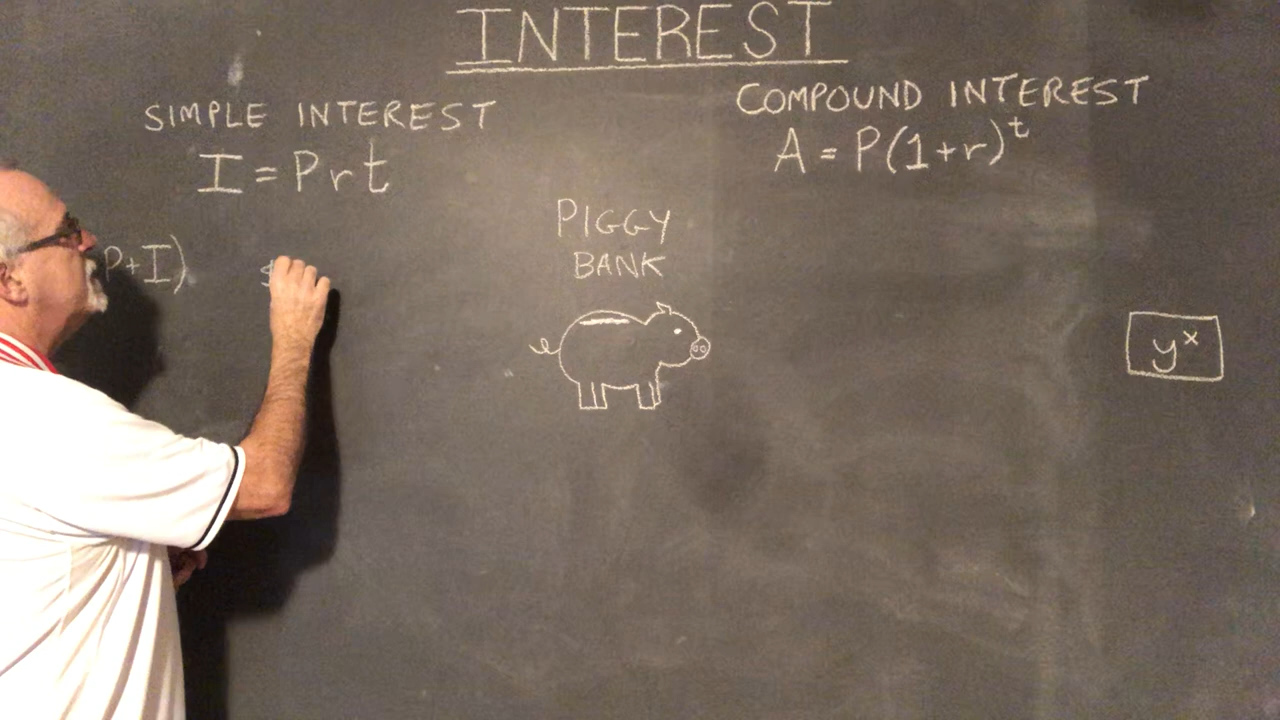 INTEREST
SIMPLE INTEREST
I = Prt
P+I)
COMPOUND INTEREST
A = P(1+r)^t
PIGGY
BANK
y^x